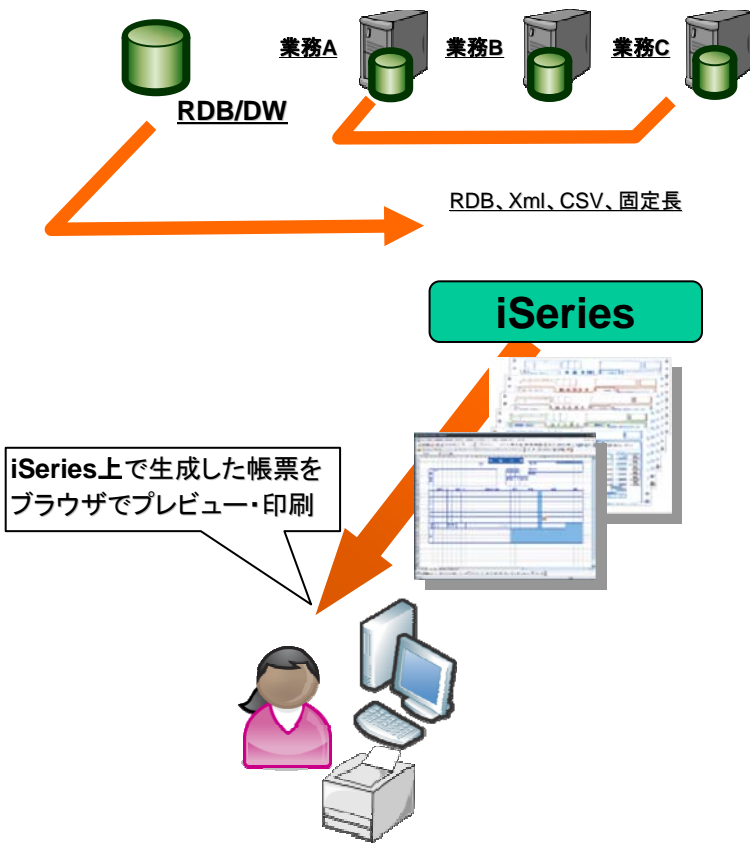 業務A
業務B
業務C
RDB/DW
RDB、Xml、CSV、固定長
iSeries
iSeries上で生成した帳票を
ブラウザでプレビュー・印刷